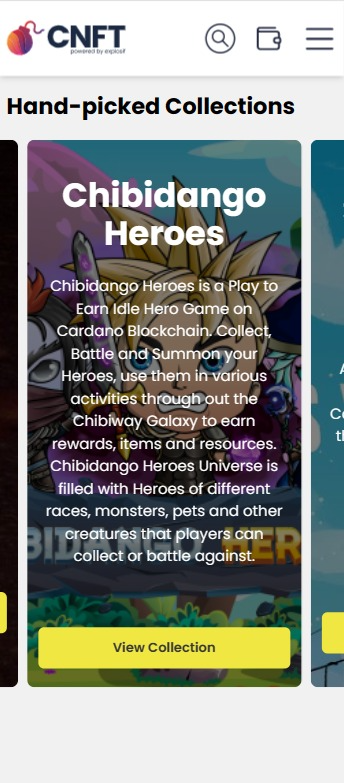 CNFT
powered by explosif
Hand-picked Collections
Chibidango
Heroes
Chibidango Heroes is a Play to
Earn Idle Hero Game on
Cardano Blockchain. Collect,
Battle and Summon your
Heroes, use them in various
activities through out the
Chibiway Galaxy to earn
rewards, items and resources.
Chibidango Heroes Universe is
filled with Heroes of different
races, monsters, pets and other
creatures that players can
collect or battle against.
View Collection